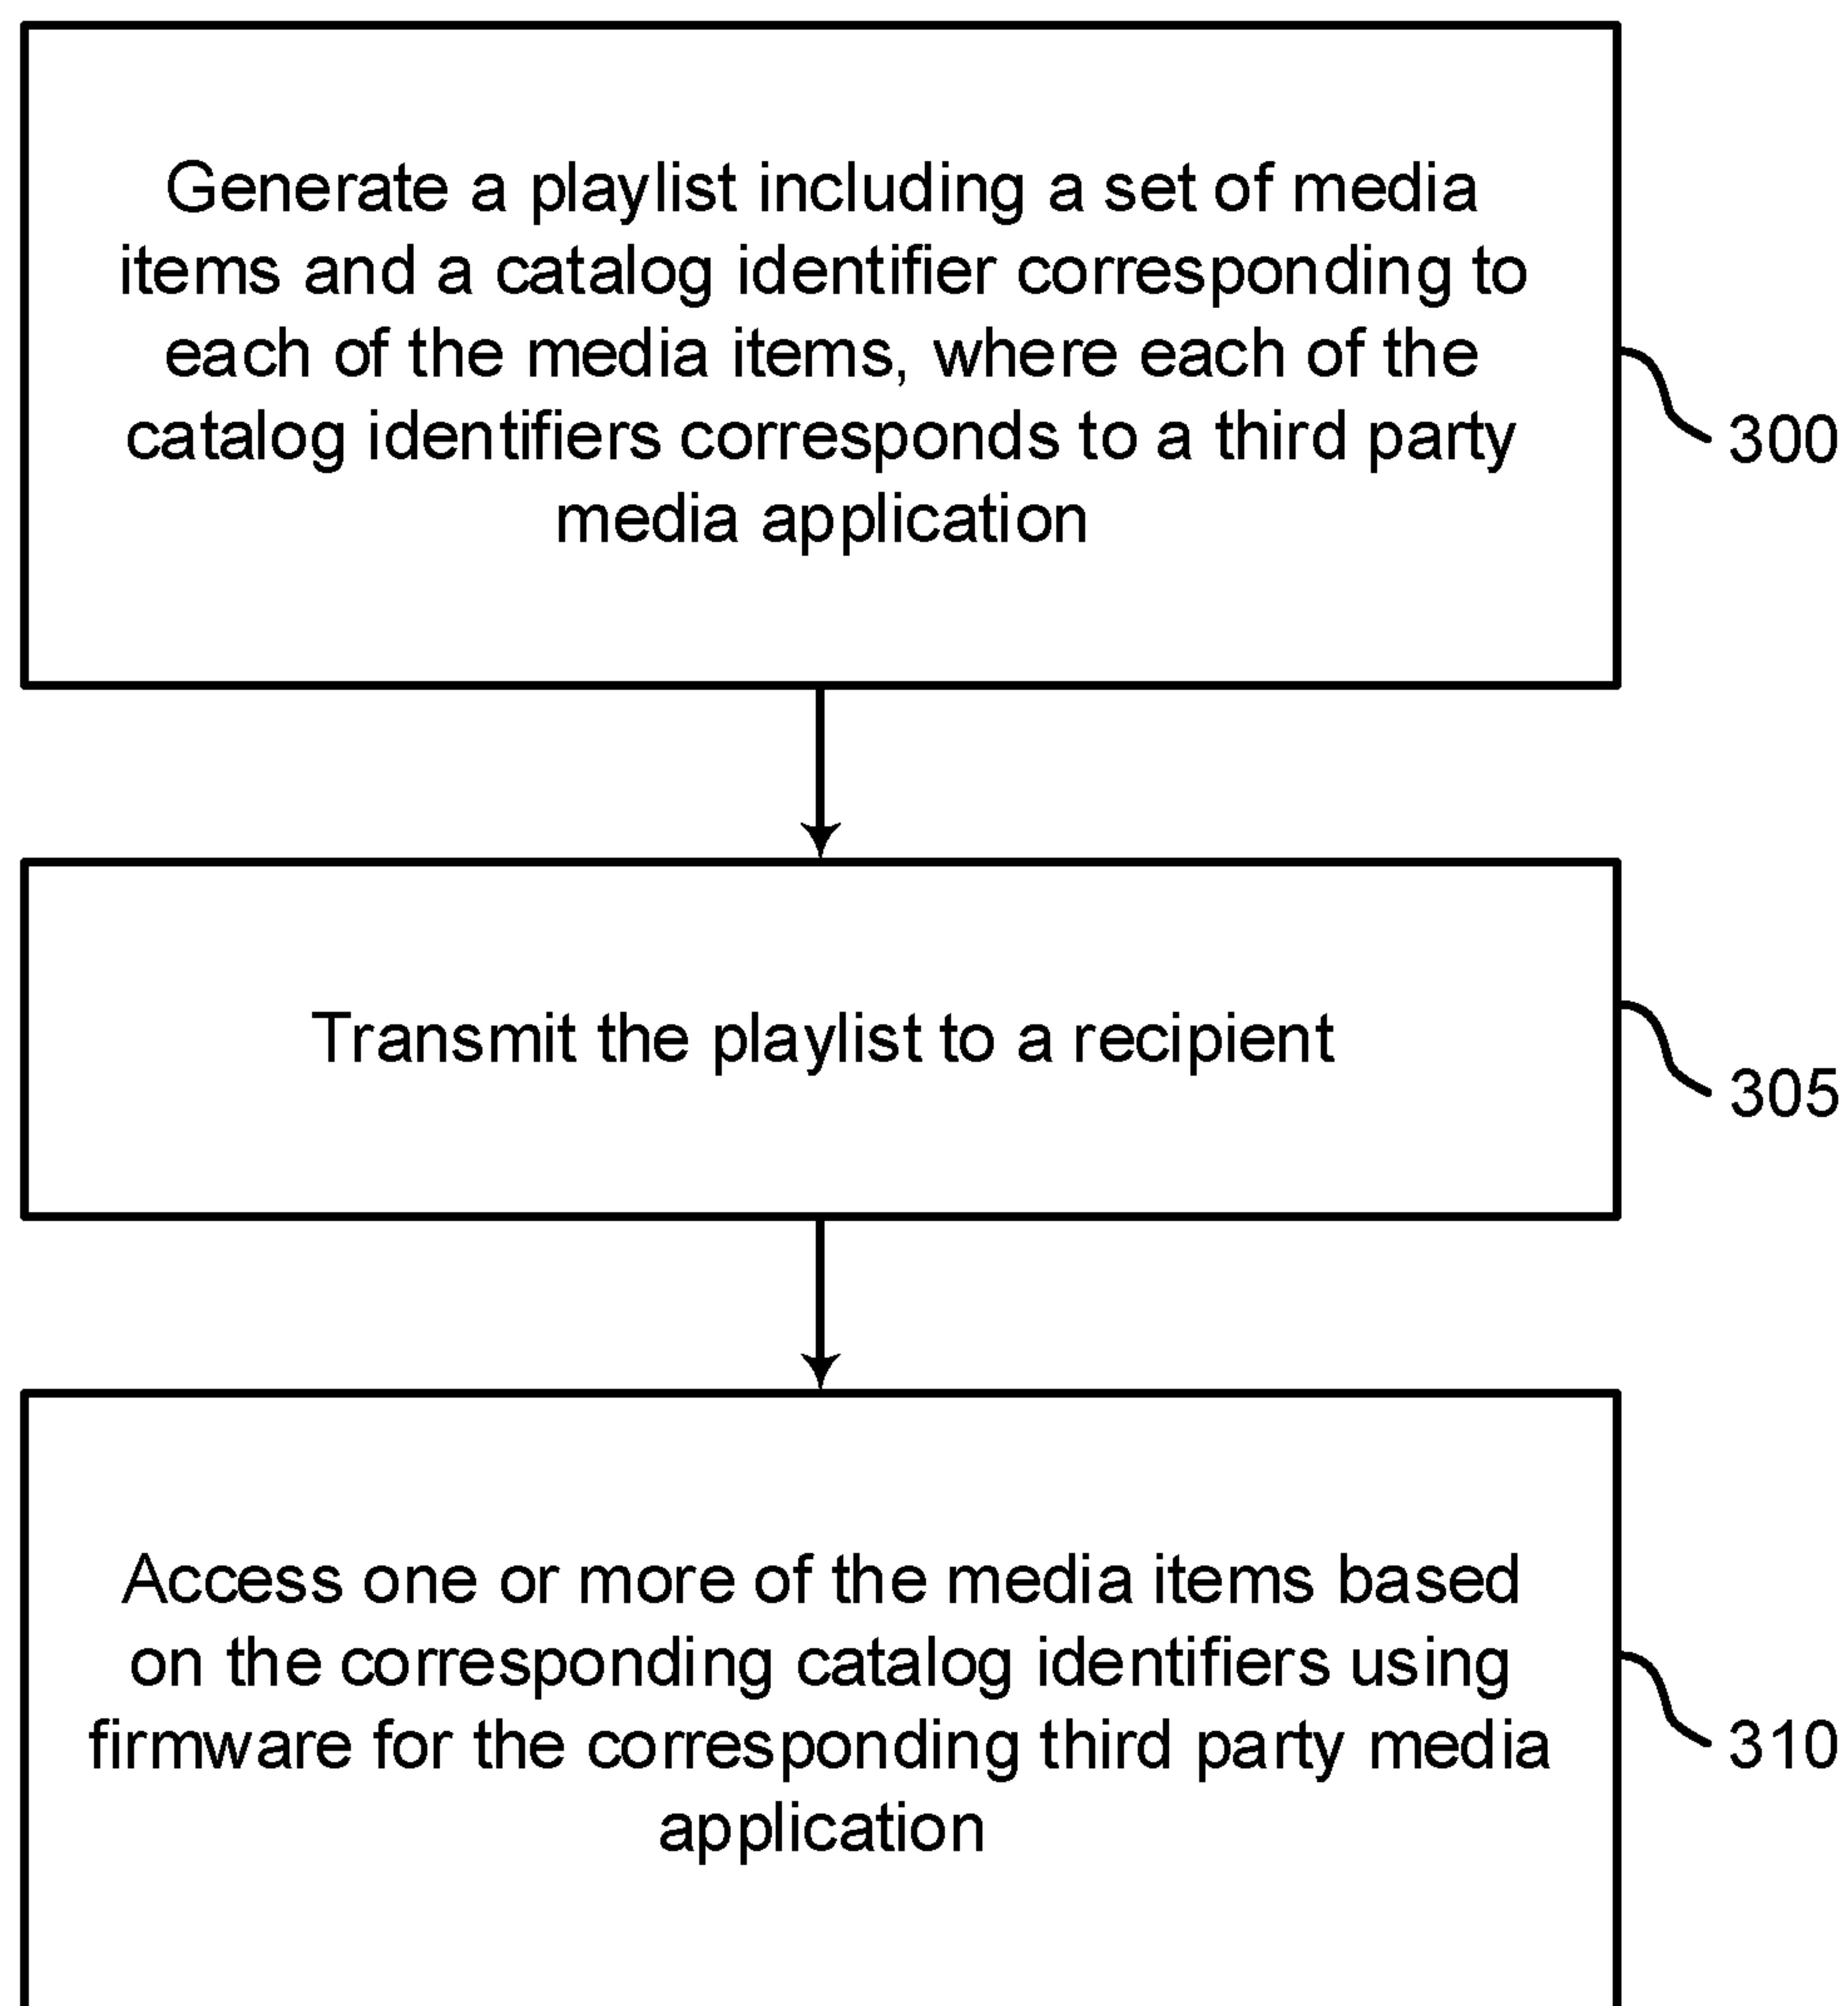 Generate a playlist including a set of media
items and a catalog identifier corresponding to
each of the media items, where each of the
catalog identifiers corresponds to a third party
media application
300
Transmit the playlist to a recipient
305
Access one or more of the media items based
on the corresponding catalog identifiers using
firmware for the corresponding third party media
application
310